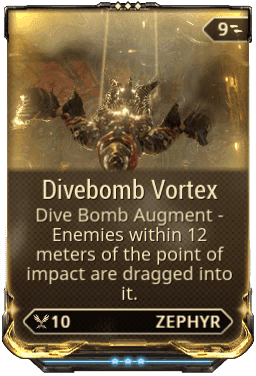 9
Divebomb Vortex
Dive Bomb Augment -
Enemies within 12
meters of the point of
impact are dragged into
it.
10 ZEPHYR